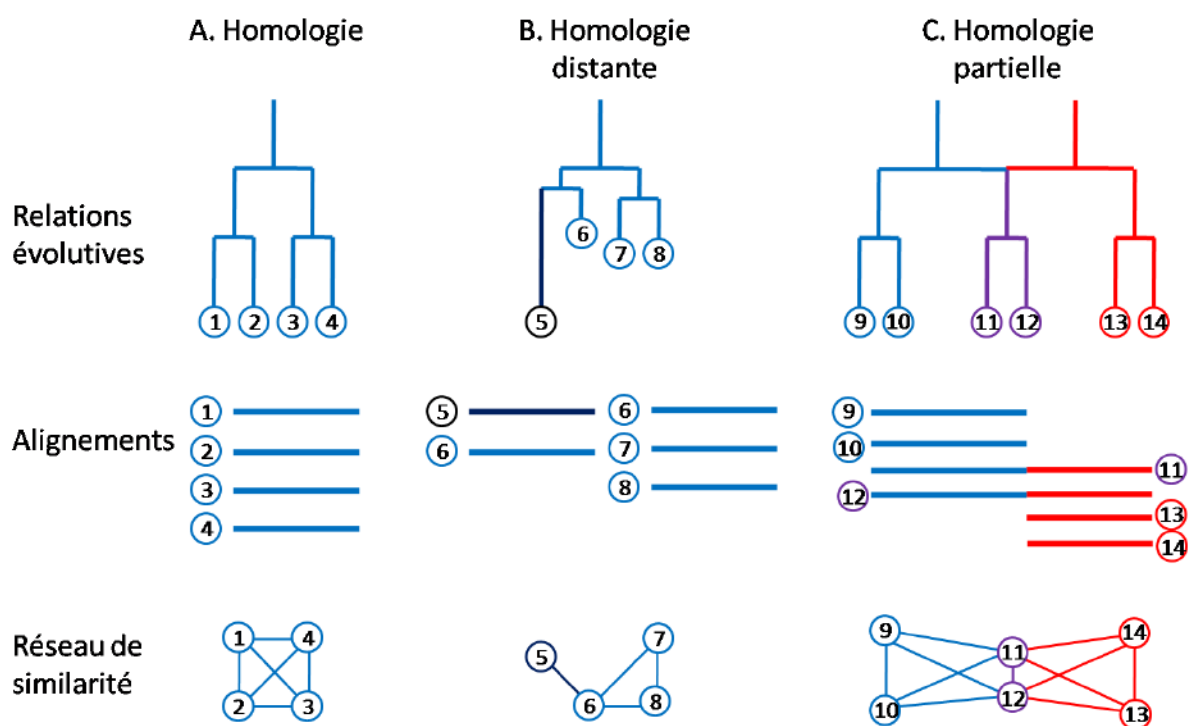 A. Homologie
B. Homologie
distante
C. Homologie
partielle
Relations
évolutives
1 2 3 4
5 6 7 8
9 10 11 12 13 14
Alignements
1
2
3
4
5
6
6
7
8
9
10
11
12
13
14
Réseau de
similarité
1 4
2 3
5 7
6 8
9 11 14
10 12 13